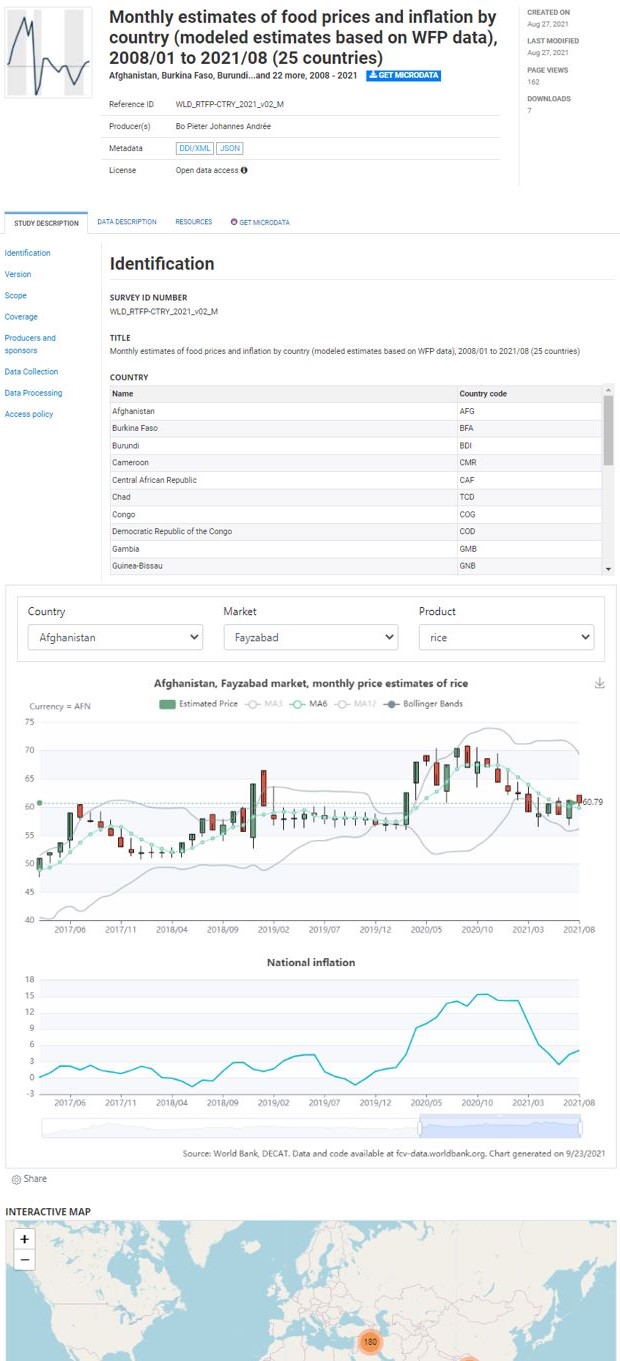 Monthly estimates of food prices and inflation by
country (modeled estimates based on WFP data),
2008/01 to 2021/08 (25 countries)
Afghanistan, Burkina Faso, Burundi...and 22 more, 2008 - 2021 GET MICRODATA
Reference ID WLD_RTFP-CTRY_2021_v02_M
Producer(s) Bo Pieter Johannes Andrée
Metadata DDI/XML JSON
License Open data access
CREATED ON
Aug 27, 2021
LAST MODIFIED
Aug 27, 2021
PAGE VIEWS
162
DOWNLOADS
7
STUDY DESCRIPTION DATA DESCRIPTION RESOURCES GET MICRODATA
Identification
Version
Scope
Coverage
Producers and
sponsors
Data Collection
Data Processing
Access policy
Identification
SURVEY ID NUMBER
WLD_RTFP-CTRY_2021_v02_M
TITLE
Monthly estimates of food prices and inflation by country (modeled estimates based on WFP data), 2008/01 to 2021/08 (25 countries)
COUNTRY
Name Country code
Afghanistan AFG
Burkina Faso BFA
Burundi BDI
Cameroon CMR
Central African Republic CAF
Chad TCD
Congo COG
Democratic Republic of the Congo COD
Gambia GMB
Guinea-Bissau GNB
Country Market Product
Afghanistan Fayzabad rice
Afghanistan, Fayzabad market, monthly price estimates of rice
Currency = AFN Estimated Price MA3 MA6 MA12 Bollinger Bands
75
70
65
60
60.79
55
50
45
40
2017/06 2017/11 2018/04 2018/09 2019/02 2019/07 2019/12 2020/05 2020/10 2021/03 2021/08
National inflation
18
15
12
9
6
3
0
-3
2017/06 2017/11 2018/04 2018/09 2019/02 2019/07 2019/12 2020/05 2020/10 2021/03 2021/08
Source: World Bank, DECAT. Data and code available at fcv-data.worldbank.org. Chart generated on 9/23/2021
Share
INTERACTIVE MAP
+
−
180